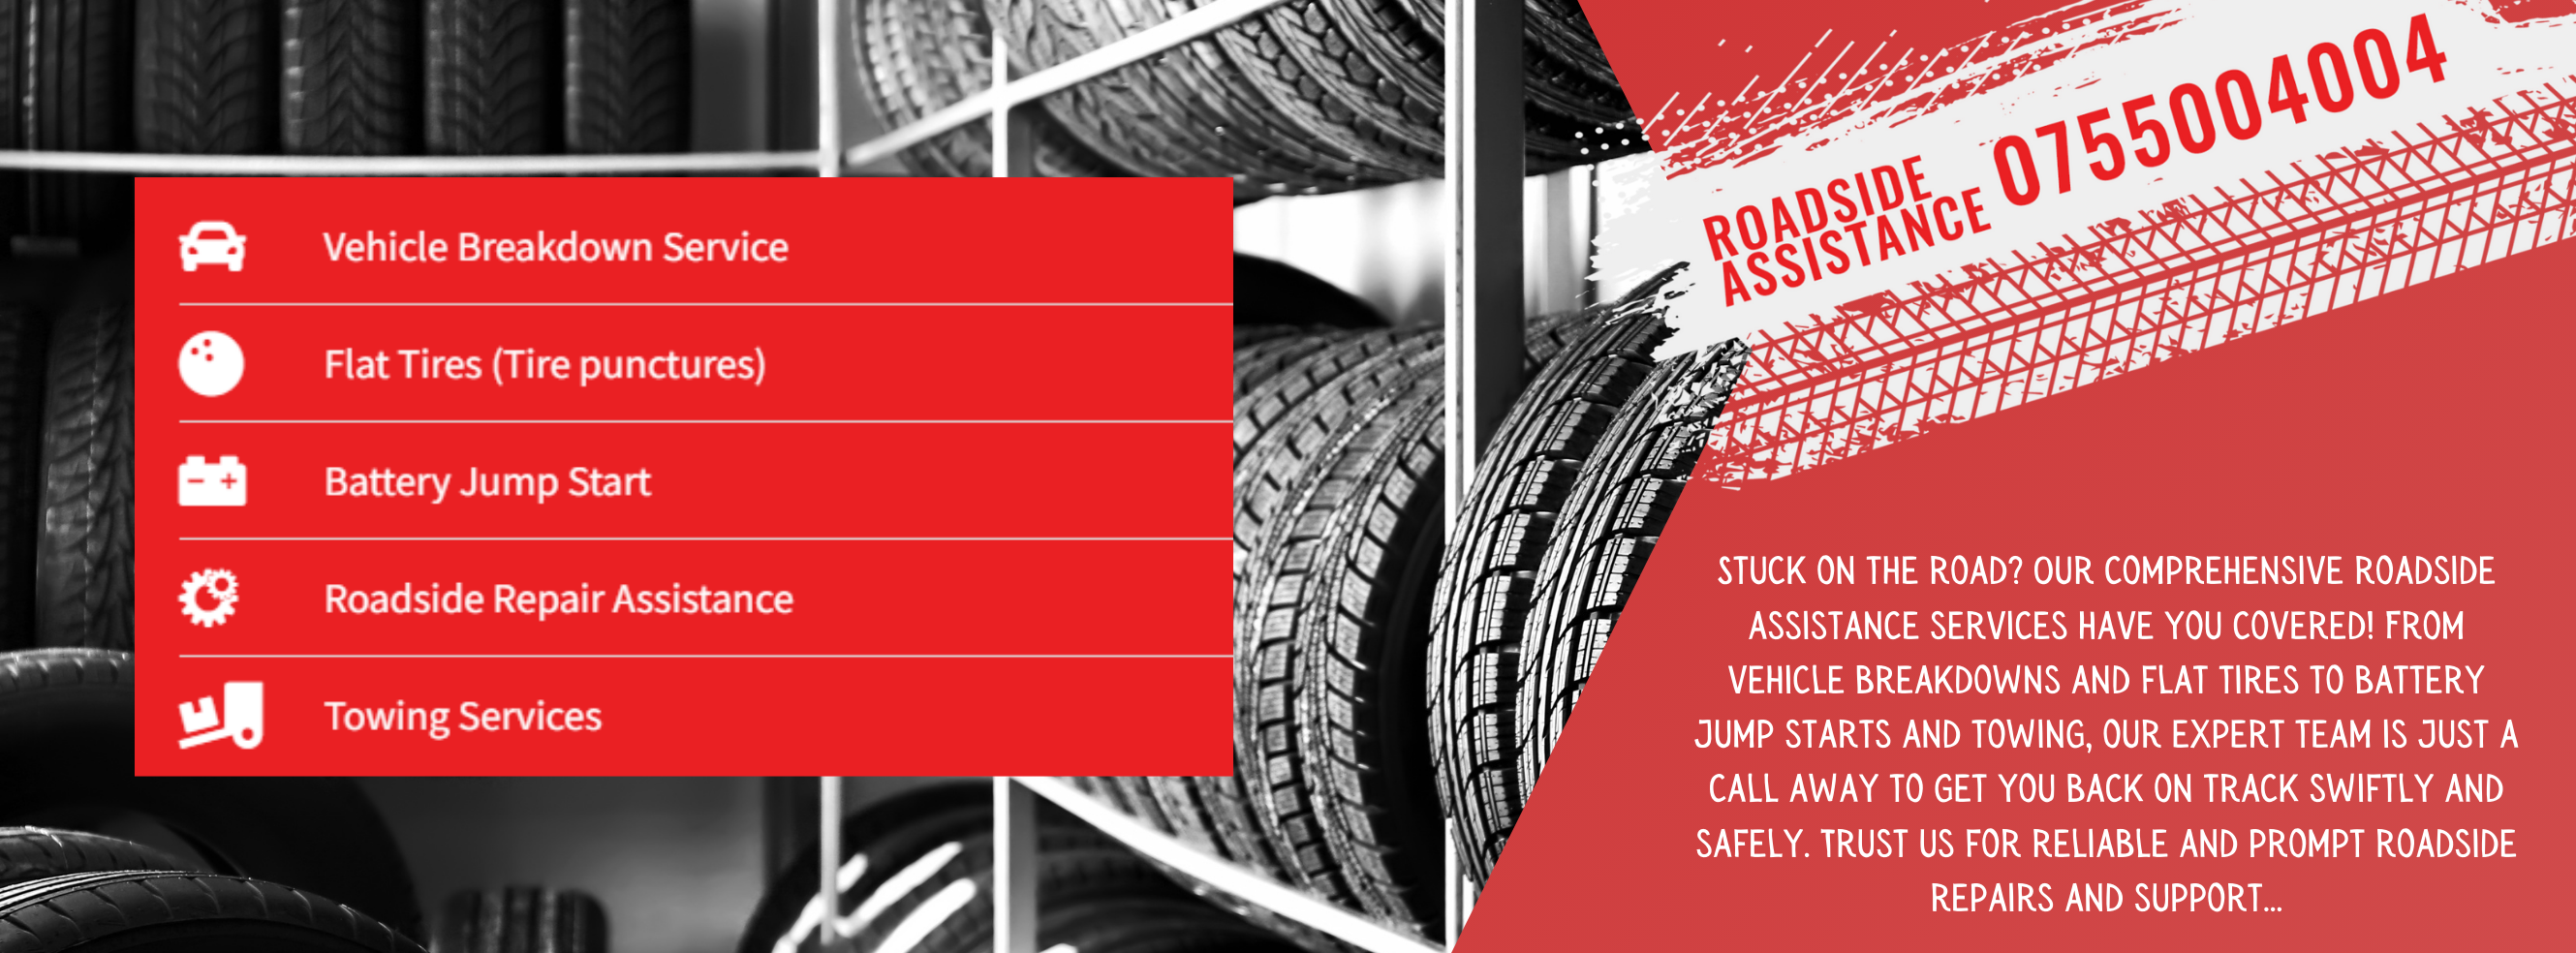 Vehicle Breakdown Service
Flat Tires (Tire punctures)
Battery Jump Start
Roadside Repair Assistance
Towing Services
ROADSIDE
ASSISTANCE 0755004004
STUCK ON THE ROAD? OUR COMPREHENSIVE ROADSIDE
ASSISTANCE SERVICES HAVE YOU COVERED! FROM
VEHICLE BREAKDOWNS AND FLAT TIRES TO BATTERY
JUMP STARTS AND TOWING, OUR EXPERT TEAM IS JUST A
CALL AWAY TO GET YOU BACK ON TRACK SWIFTLY AND
SAFELY. TRUST US FOR RELIABLE AND PROMPT ROADSIDE
REPAIRS AND SUPPORT...